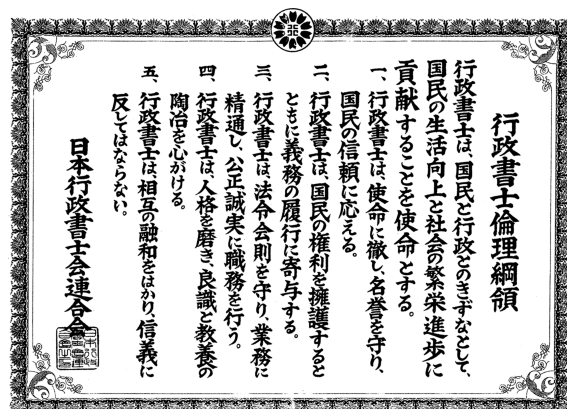 行政書士倫理綱領
行政書士は、国民と行政とのきずなとして、
国民の生活向上と社会の繁栄進歩に
貢献することを使命とする。
一、行政書士は、使命に徹し、名誉を守り、
国民の信頼に応える。
二、行政書士は、国民の権利を擁護すると
ともに義務の履行に寄与する。
三、行政書士は、法令会則を守り、業務に
精通し、公正誠実に職務を行う。
四、行政書士は、人格を磨き、良識と教養の
陶冶を心がける。
五、行政書士は、相互の融和をはかり、信義に
反してはならない。
日本行政書士会連合会